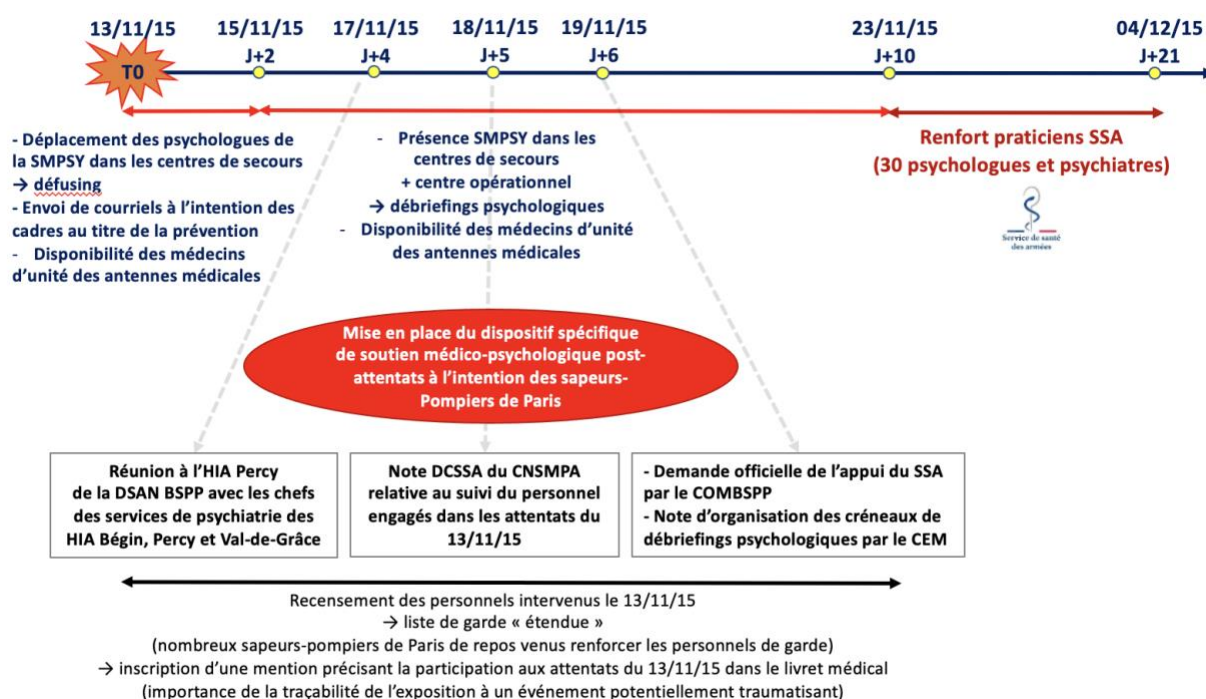 13/11/15
15/11/15
17/11/15
18/11/15
19/11/15
23/11/15
04/12/15
T0
J+2
J+4
J+5
J+6
J+10
J+21
- Déplacement des psychologues de
la SMPSY dans les centres de secours
→ défusing
- Envoi de courriels à l'intention des
cadres au titre de la prévention
- Disponibilité des médecins
d'unité des antennes médicales
- Présence SMPSY dans les
centres de secours
+ centre opérationnel
→ débriefings psychologiques
- Disponibilité des médecins d'unité
des antennes médicales
Renfort praticiens SSA
(30 psychologues et psychiatres)
Service de santé
des armées
Mise en place du dispositif spécifique
de soutien médico-psychologique post-
attentats à l'intention des sapeurs-
Pompiers de Paris
Réunion à l'HIA Percy
de la DSAN BSPP avec les chefs
des services de psychiatrie des
HIA Bégin, Percy et Val-de-Grâce
Note DCSSA du CNSMPA
relative au suivi du personnel
engagés dans les attentats du
13/11/15
- Demande officielle de l'appui du SSA
par le COMBSPP
- Note d'organisation des créneaux de
débriefings psychologiques par le CEM
Recensement des personnels intervenus le 13/11/15
→ liste de garde « étendue »
(nombreux sapeurs-pompiers de Paris de repos venus renforcer les personnels de garde)
→ inscription d'une mention précisant la participation aux attentats du 13/11/15 dans le livret médical
(importance de la traçabilité de l'exposition à un événement potentiellement traumatisant)